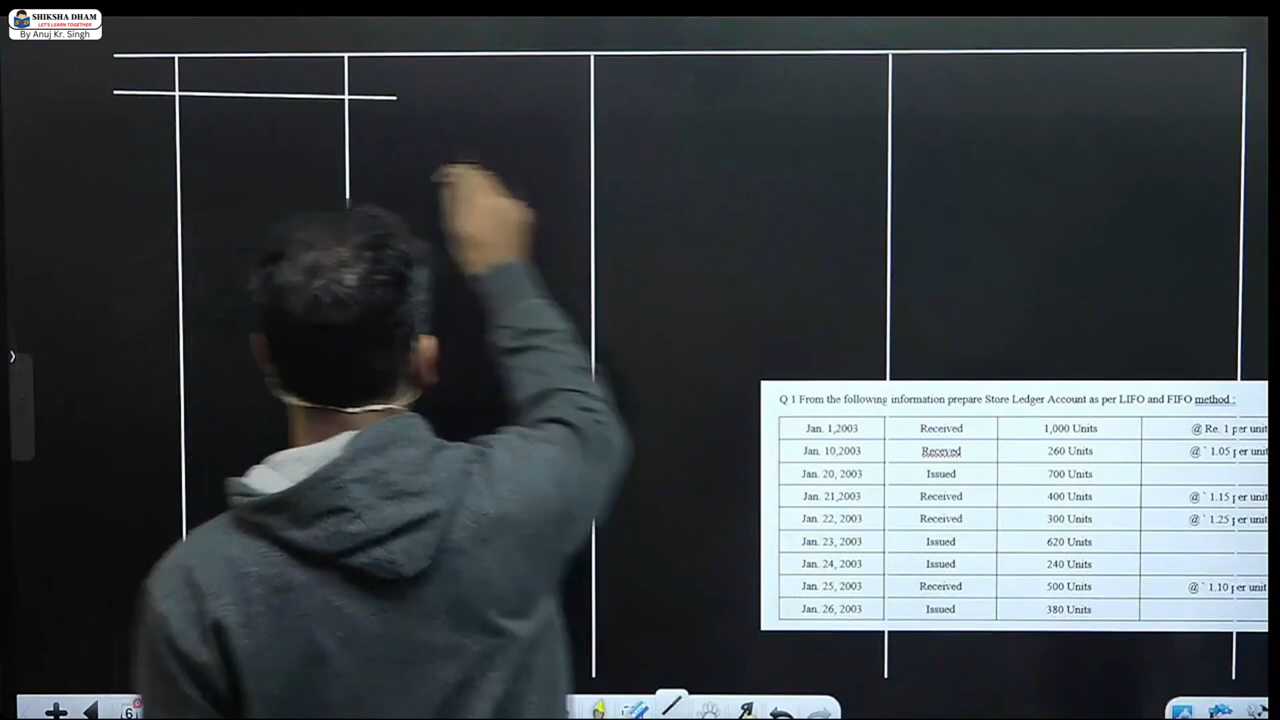 SHIKSHA DHAM
LET'S LEARN TOGETHER
By Anuj Kr. Singh
Q 1 From the following information prepare Store Ledger Account as per LIFO and FIFO method :
Jan. 1,2003 Received 1,000 Units @ Re. 1 per unit
Jan. 10,2003 Receved 260 Units @ ` 1.05 per unit
Jan. 20, 2003 Issued 700 Units
Jan. 21,2003 Received 400 Units @ ` 1.15 per unit
Jan. 22, 2003 Received 300 Units @ ` 1.25 per unit
Jan. 23, 2003 Issued 620 Units
Jan. 24, 2003 Issued 240 Units
Jan. 25, 2003 Received 500 Units @ ` 1.10 per unit
Jan. 26, 2003 Issued 380 Units
6